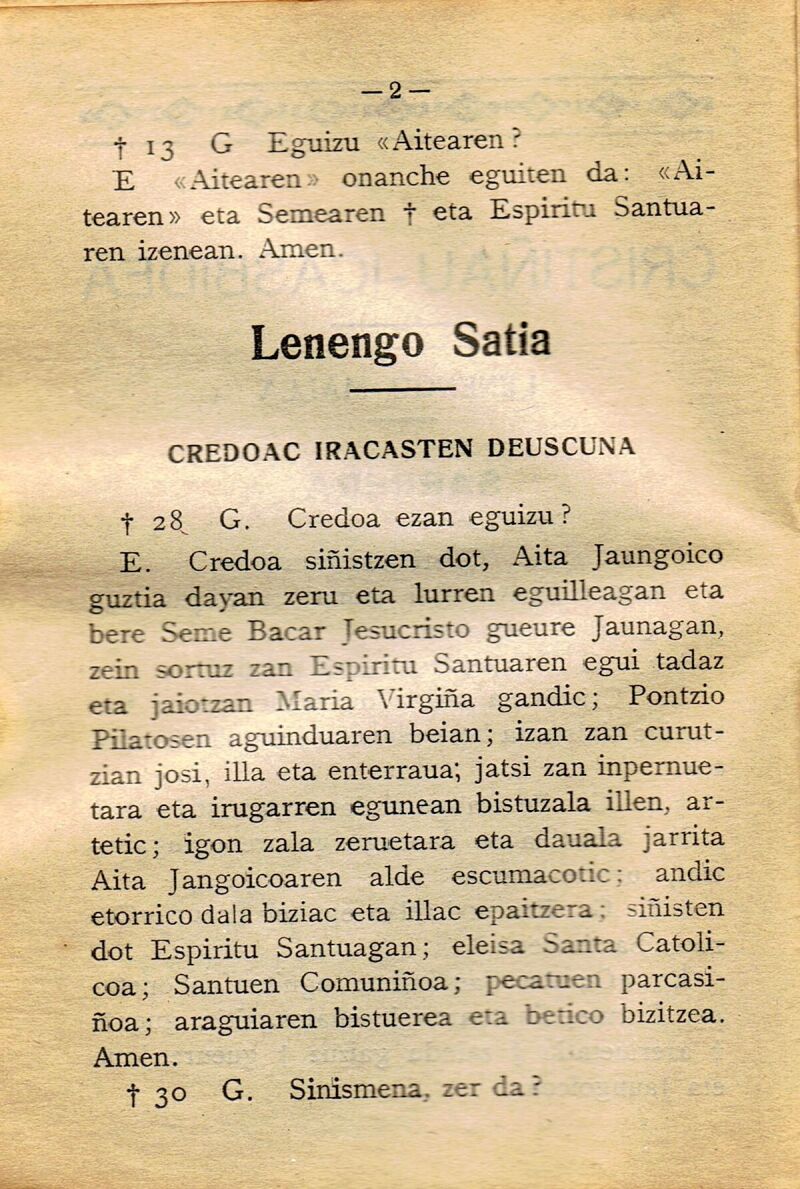 — 2 —
† 13 G Eguizu «Aitearen?
E «Aitearen» onanche eguiten da: «Ai-
tearen» eta Semearen † eta Espiritu Santua-
ren izenean. Amen.
Lenengo Satia
CREDOAC IRACASTEN DEUSCUNA
† 28 G. Credoa ezan eguizu?
E. Credoa siñistzen dot, Aita Jaungoico
guztia dayan zeru eta lurren eguilleagan eta
bere Seme Bacar Jesucristo gueure Jaunagan,
zein sortuz zan Espiritu Santuaren egui tadaz
eta jaiotzan Maria Virgiña gandic; Pontzio
Pilatosen aguinduaren beian; izan zan curut-
zian josi, illa eta enterraua; jatsi zan inpernue-
tara eta irugarren egunean bistuzala illen, ar-
tetic; igon zala zeruetara eta dauala jarrita
Aita Jangoicoaren alde escumacotic; andic
etorrico dala biziac eta illac epaitzera; siñisten
dot Espiritu Santuagan; eleisa Santa Catoli-
coa; Santuen Comuniñoa; pecatuen parcasi-
ñoa; araguiaren bistuerea eta betico bizitzea.
Amen.
† 30 G. Sinismena, zer da?